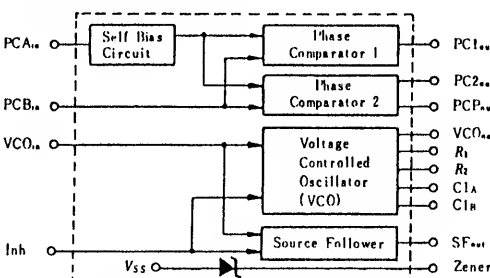 PCAin
Self Bias
Circuit
Phase
Comparator 1
PC1out
PCBin
Phase
Comparator 2
PC2out
PCPout
VCOin
Voltage
Controlled
Oscillator
(VCO)
VCOout
R1
R2
C1A
C1B
Inh
Source Follower
SFout
VSS
Zener